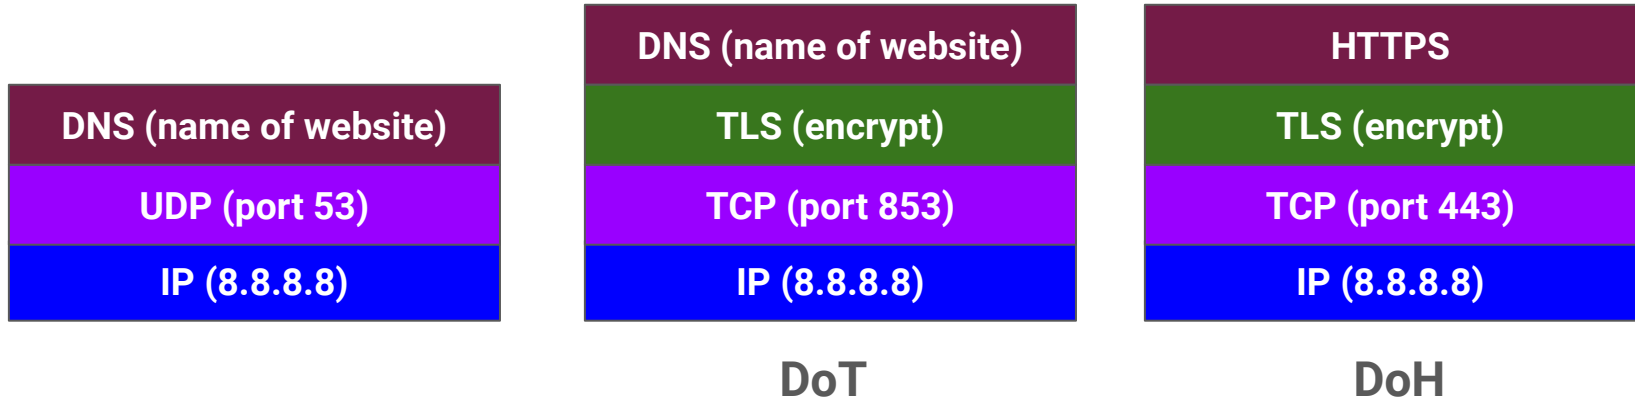 DNS (name of website)
UDP (port 53)
IP (8.8.8.8)
DNS (name of website)
TLS (encrypt)
TCP (port 853)
IP (8.8.8.8)
DoT
HTTPS
TLS (encrypt)
TCP (port 443)
IP (8.8.8.8)
DoH